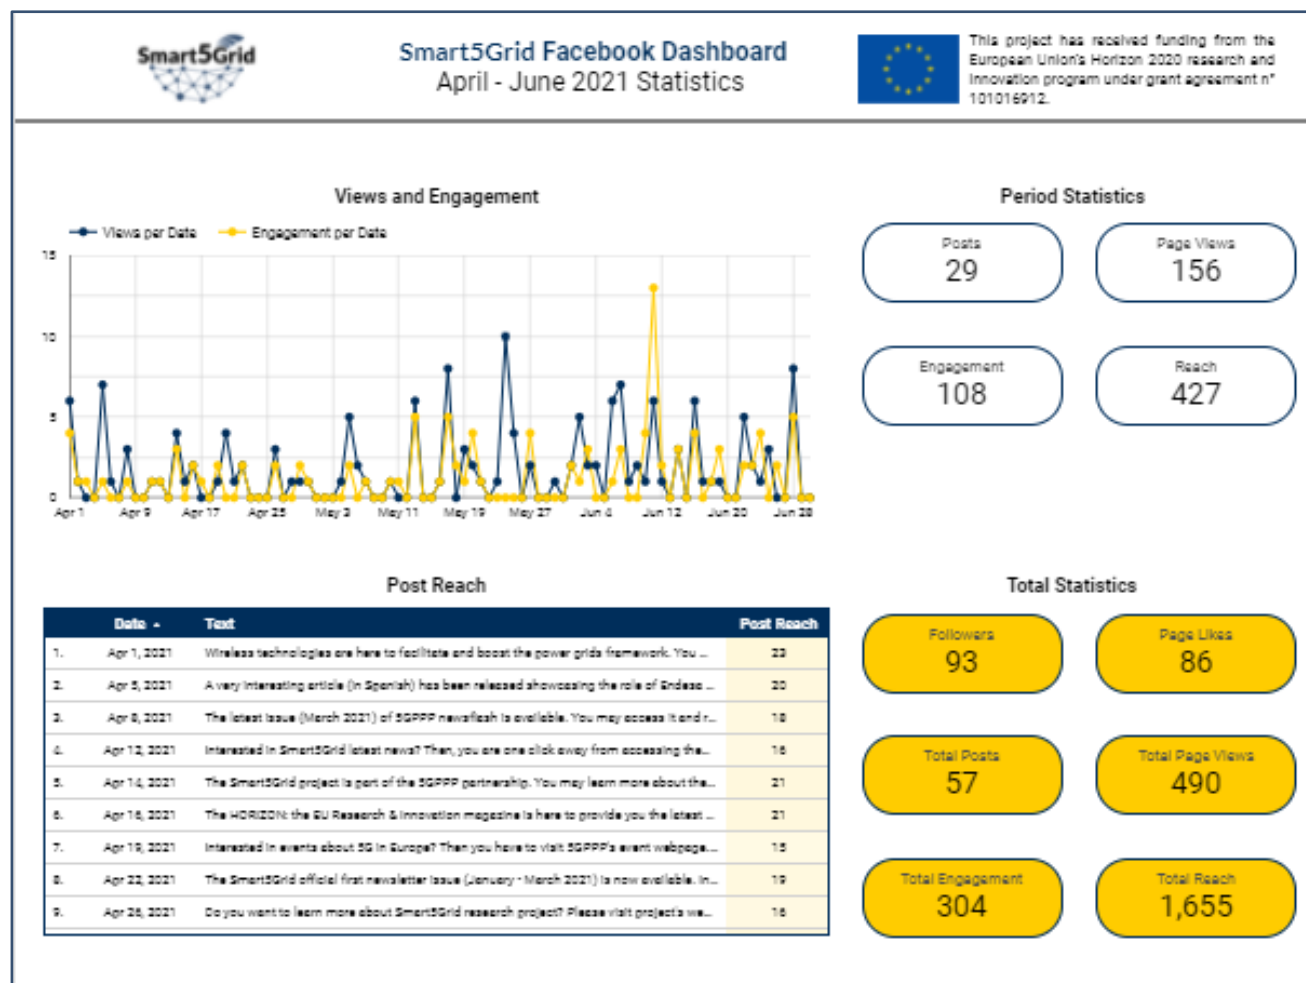 Smart5Grid
Smart5Grid Facebook Dashboard
April - June 2021 Statistics
This project has received funding from the
European Union's Horizon 2020 research and
innovation program under grant agreement n°
101016912.
Views and Engagement
Views per Date
Engagement per Date
15
10
5
0
Apr 1
Apr 9
Apr 17
Apr 25
May 3
May 11
May 19
May 27
Jun 4
Jun 12
Jun 20
Jun 28
Period Statistics
Posts
29
Page Views
156
Engagement
108
Reach
427
Post Reach
Date Text Post Reach
1. Apr 1, 2021 Wireless technologies are here to facilitate and boost the power grids framework. You ... 23
2. Apr 5, 2021 A very interesting article (in Spanish) has been released showcasing the role of Endesa ... 20
3. Apr 8, 2021 The latest issue (March 2021) of 5GPPP newsflash is available. You may access it and r... 18
4. Apr 12, 2021 Interested in Smart5Grid latest news? Then, you are one click away from accessing the... 16
5. Apr 14, 2021 The Smart5Grid project is part of the 5GPPP partnership. You may learn more about the... 21
6. Apr 16, 2021 The HORIZON: the EU Research & Innovation magazine is here to provide you the latest ... 21
7. Apr 19, 2021 Interested in events about 5G in Europe? Then you have to visit 5GPPP's event webpage.... 15
8. Apr 22, 2021 The Smart5Grid official first newsletter issue (January - March 2021) is now available. In... 19
9. Apr 26, 2021 Do you want to learn more about Smart5Grid research project? Please visit project's we... 16
Total Statistics
Followers
93
Page Likes
86
Total Posts
57
Total Page Views
490
Total Engagement
304
Total Reach
1,655